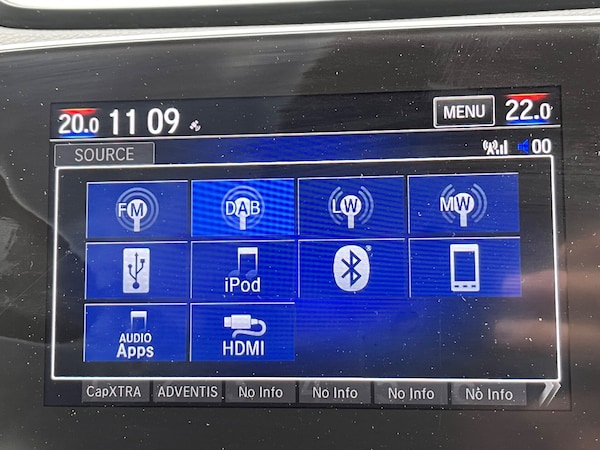 20.0 11 09 MENU 22.0
SOURCE 00
FM DAB LW MW
iPod
AUDIO
Apps HDMI
CapXTRA ADVENTIS No Info No Info No Info No Info